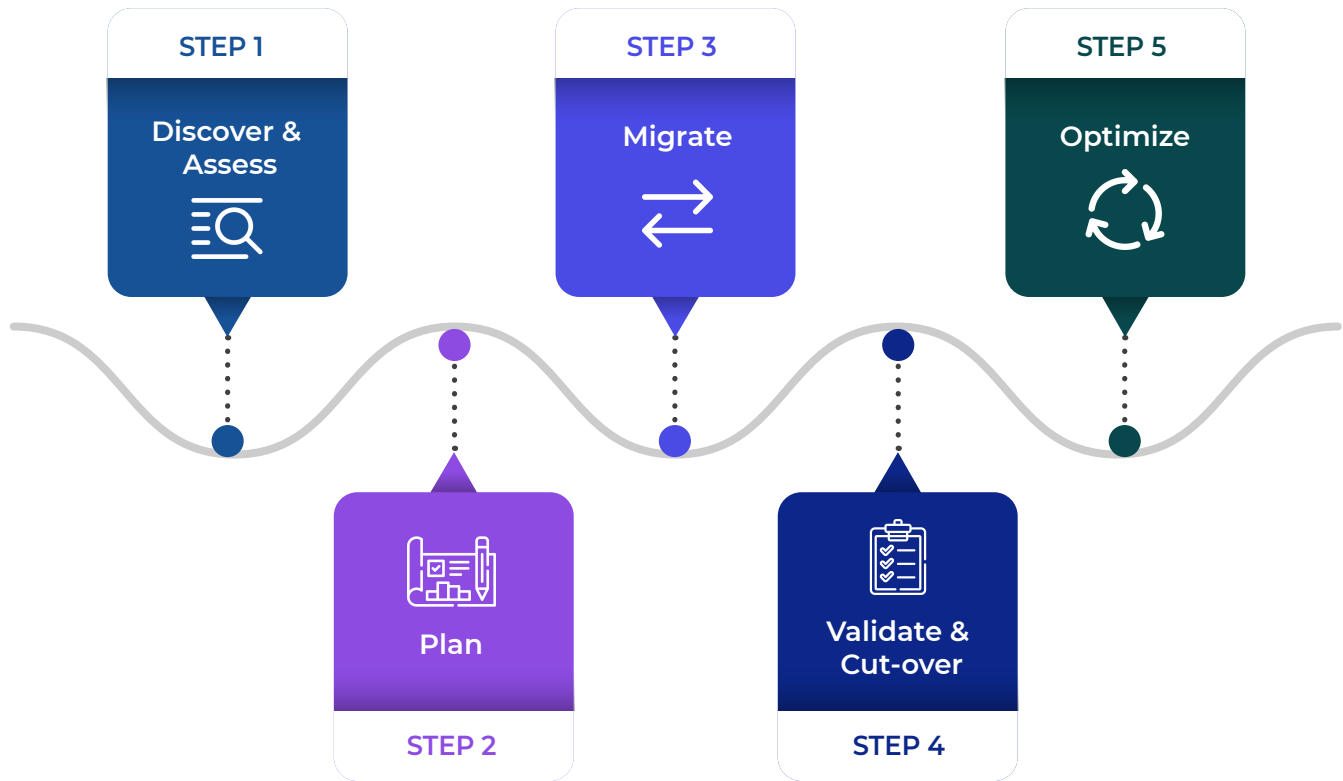 STEP 1
Discover &
Assess
Plan
STEP 2
STEP 3
Migrate
Validate &
Cut-over
STEP 4
STEP 5
Optimize